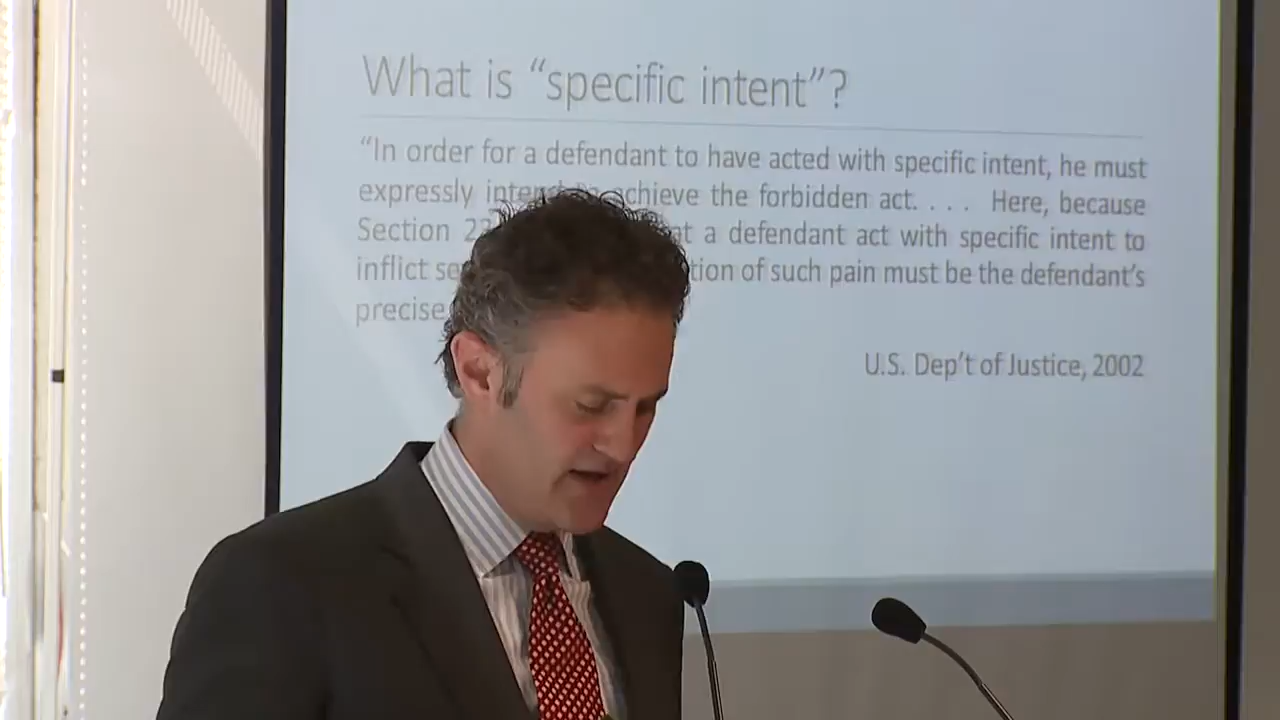 What is “specific intent”?
“In order for a defendant to have acted with specific intent, he must
expressly achieve the forbidden act. . . . Here, because
Section a defendant act with specific intent to
inflict of such pain must be the defendant’s
precise
U.S. Dep’t of Justice, 2002